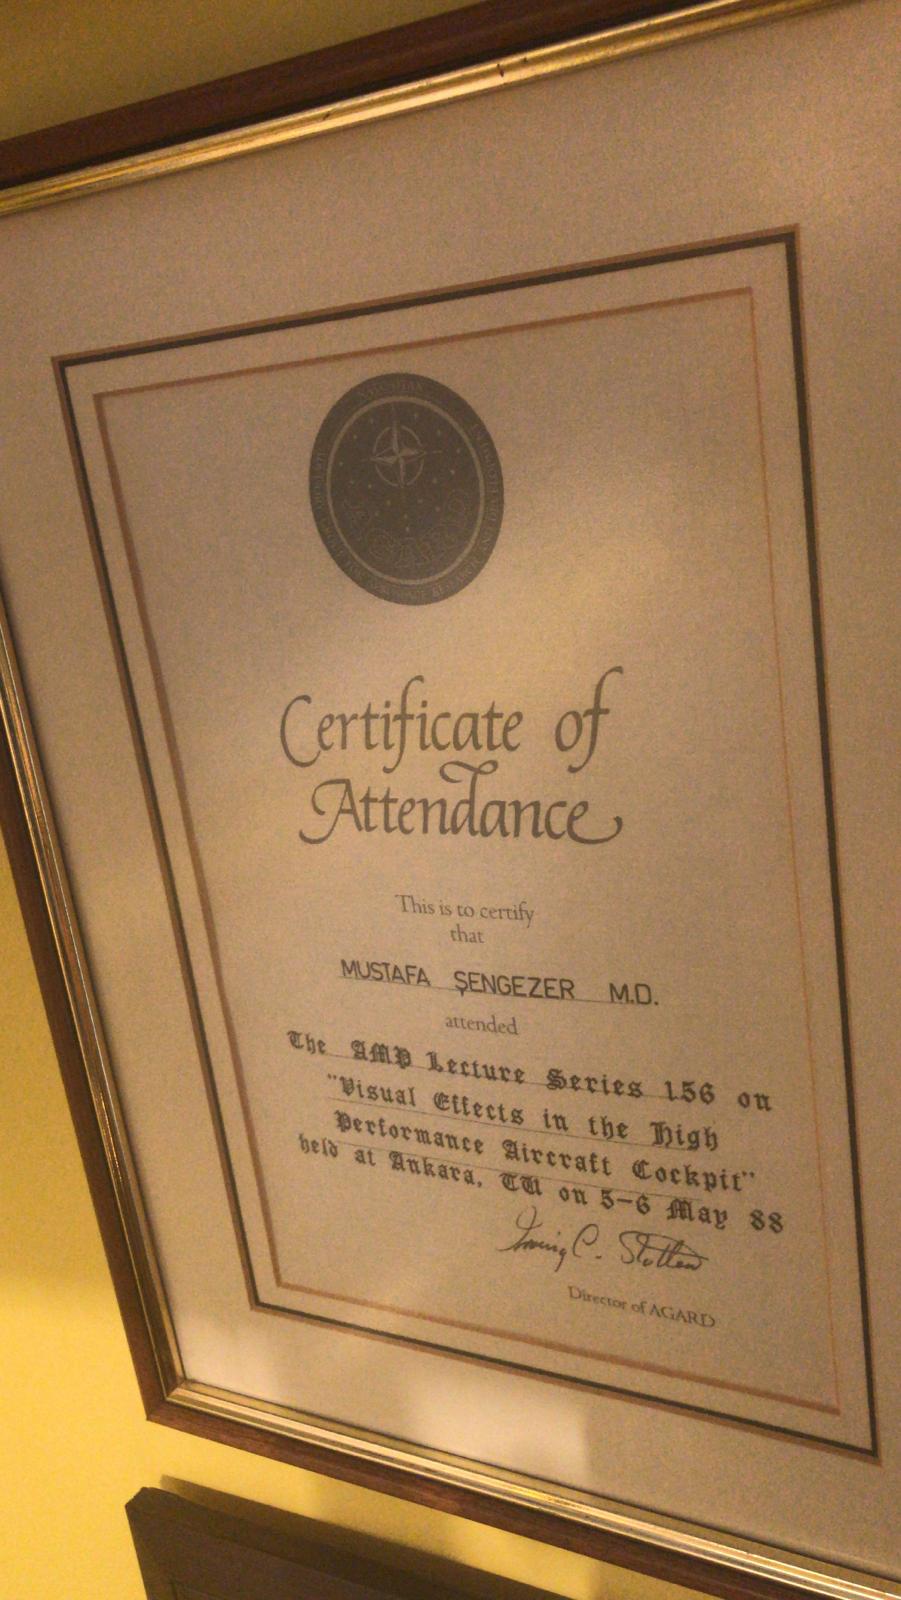 AGARD
Certificate of
Attendance
This is to certify
that
MUSTAFA ŞENGEZER M.D.
attended
The AMP Lecture Series 156 on
"Visual Effects in the High
Performance Aircraft Cockpit"
held at Ankara, TU on 5-6 May 88
Director of AGARD